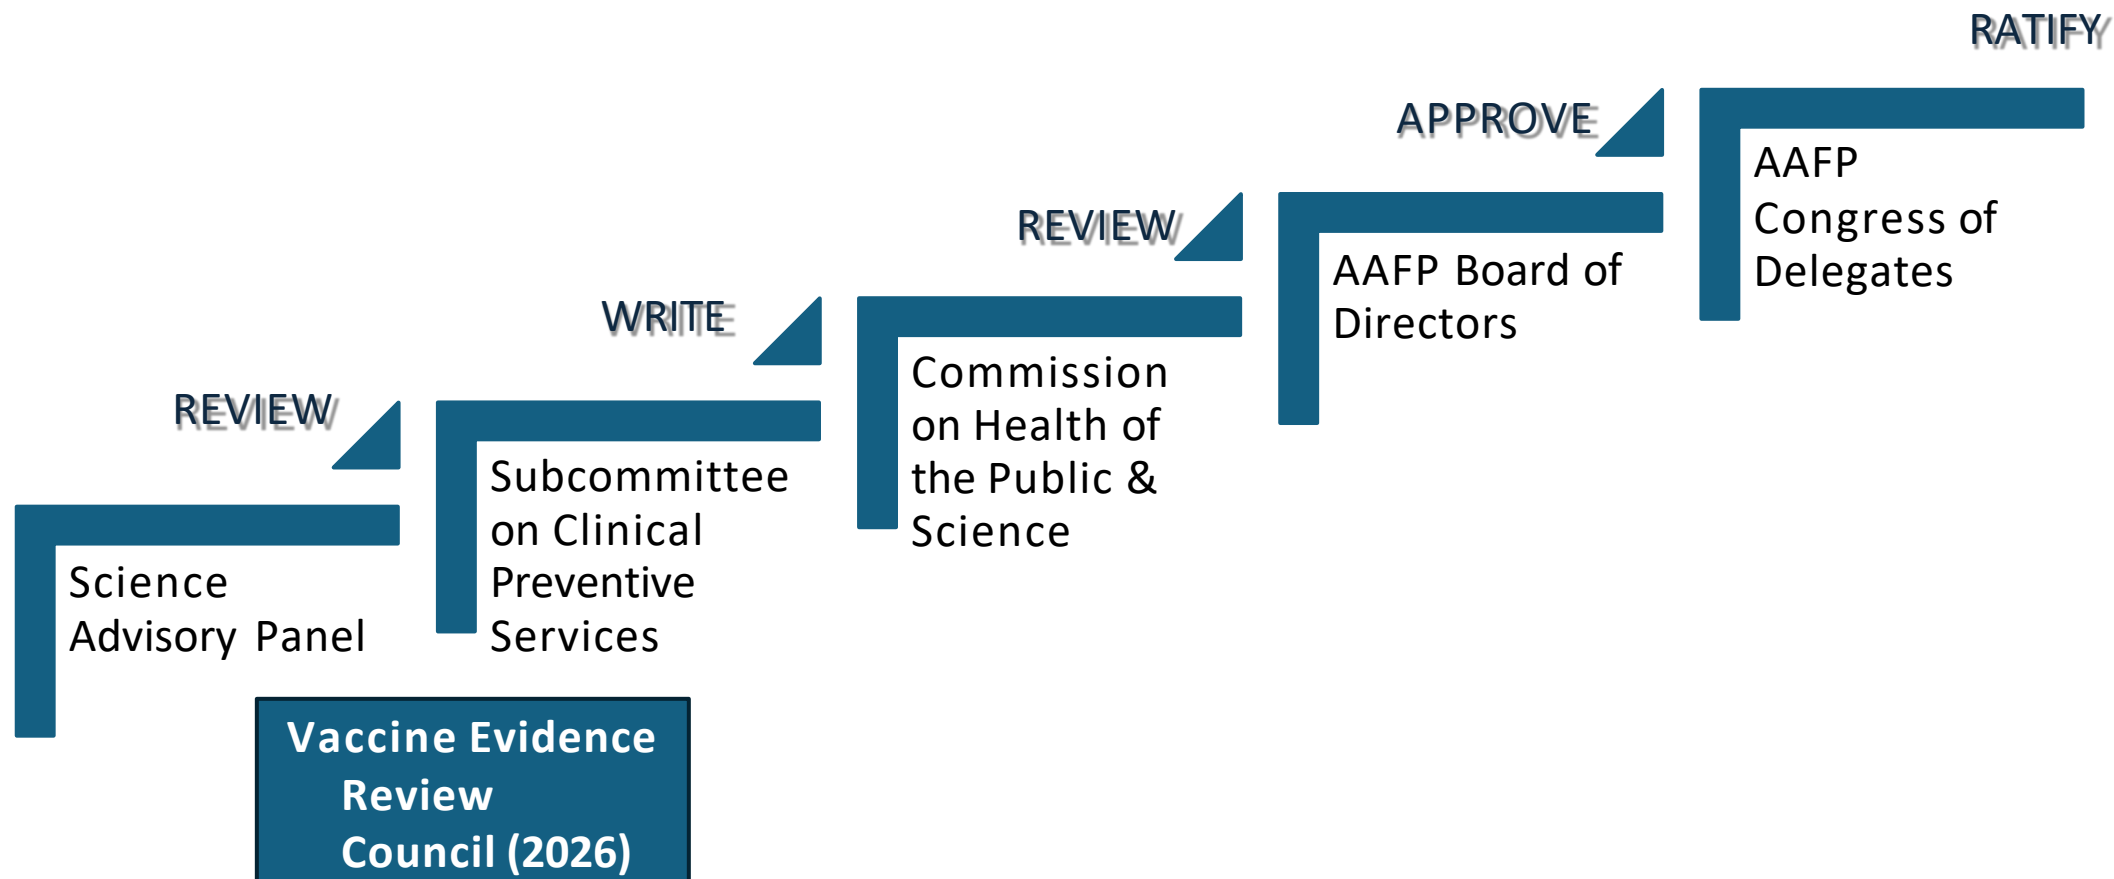 REVIEW
Science
Advisory Panel
WRITE
Subcommittee
on Clinical
Preventive
Services
Vaccine Evidence
Review
Council (2026)
REVIEW
Commission
on Health of
the Public &
Science
APPROVE
AAFP Board of
Directors
RATIFY
AAFP
Congress of
Delegates